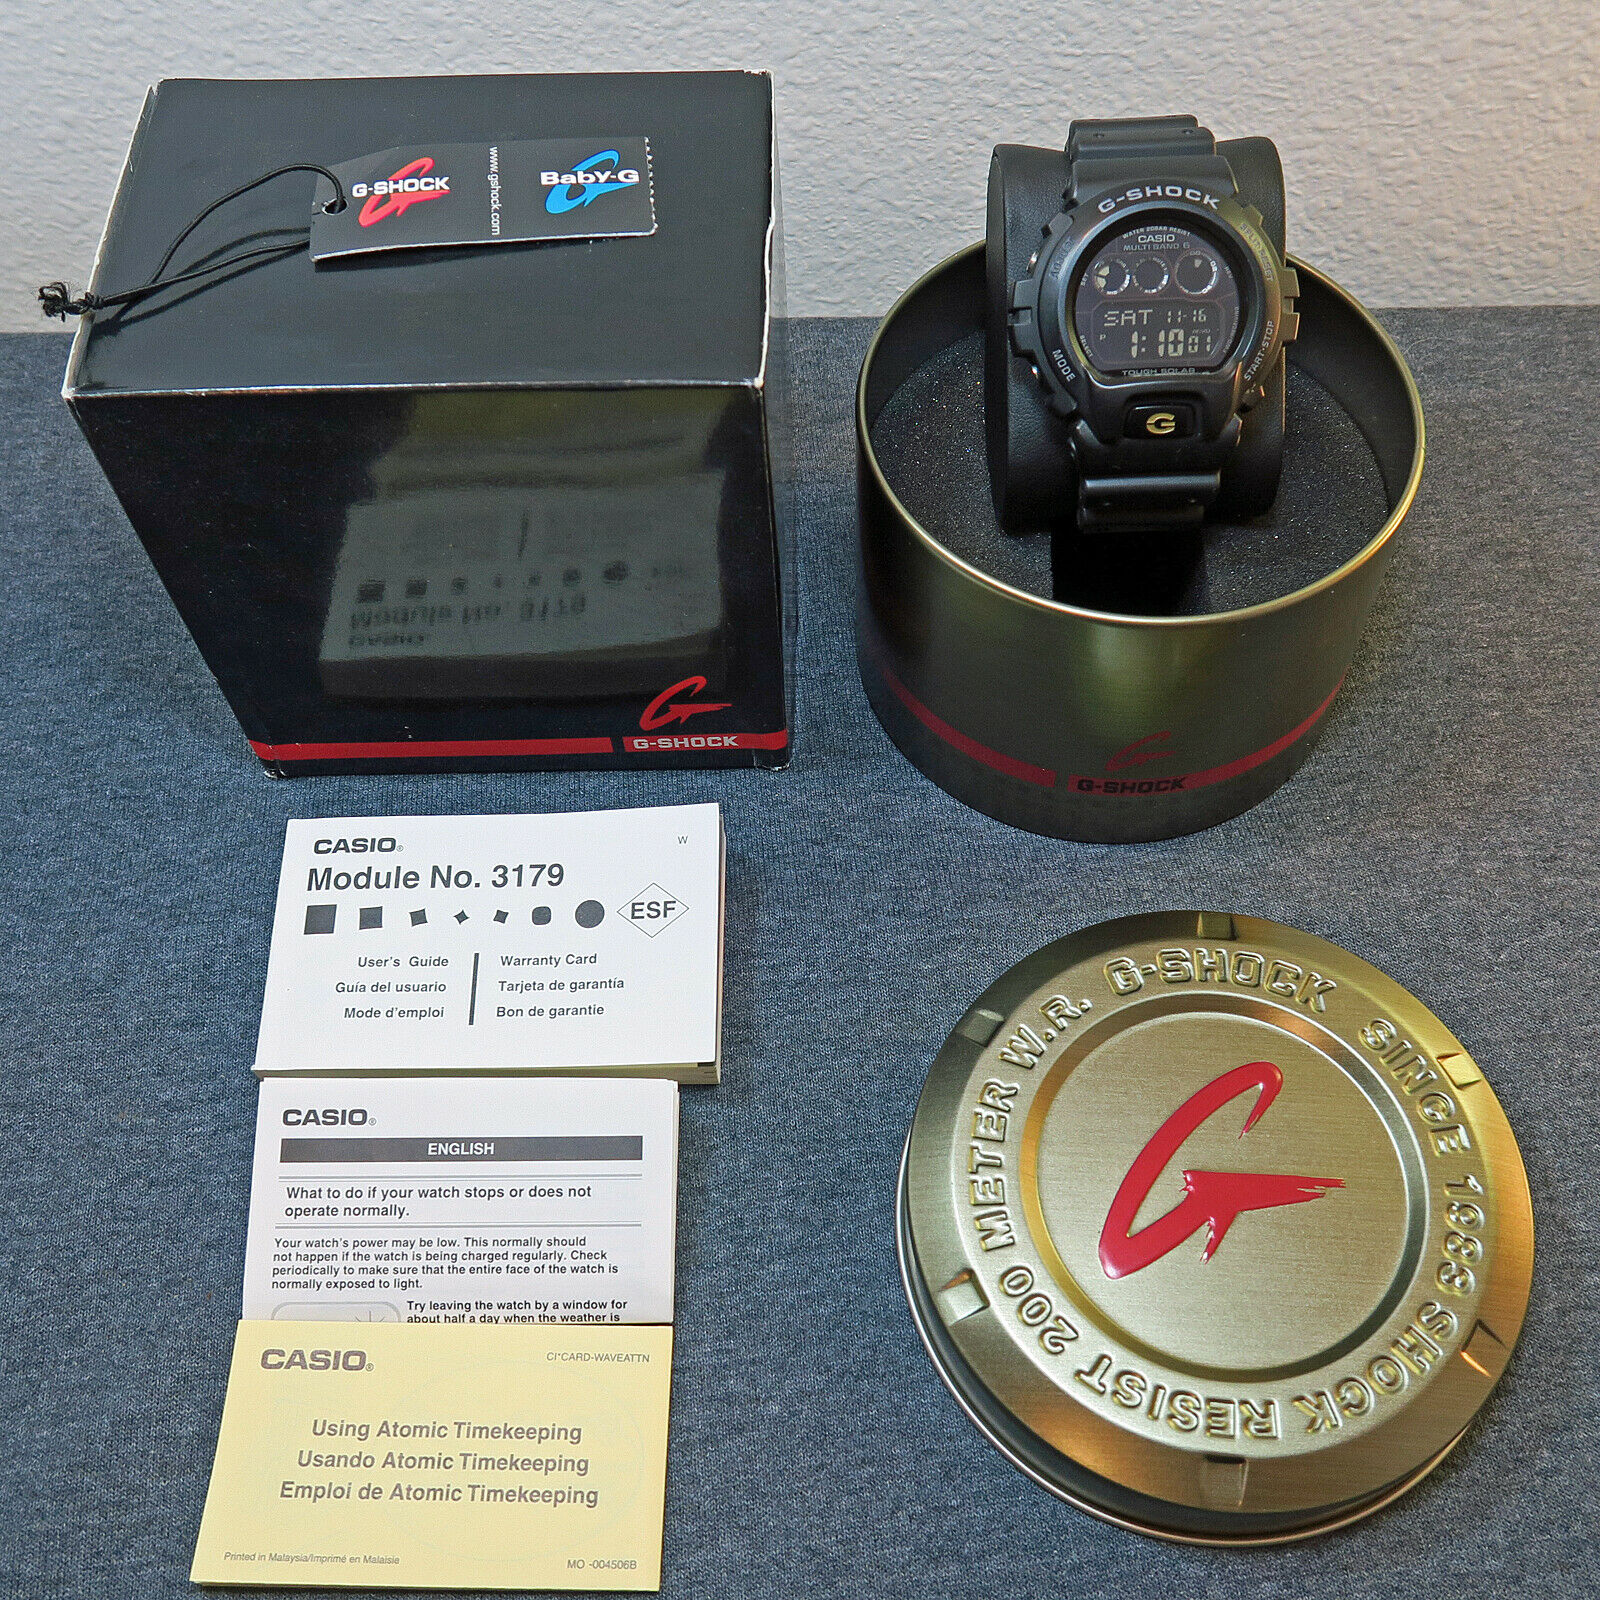 G-SHOCK
www.gshock.com
Baby-G
G-SHOCK
G-SHOCK
WATER 20BAR RESIST
CASIO
MULTI BAND 6
ADJUST
SPLIT·RESET
MODE
START·STOP
SAT 11-16
P 1:10 01
TOUGH SOLAR
G
G-SHOCK
CASIO®
W
Module No. 3179
ESF
User's Guide
Warranty Card
Guía del usuario
Tarjeta de garantía
Mode d'emploi
Bon de garantie
CASIO®
ENGLISH
What to do if your watch stops or does not
operate normally.
Your watch's power may be low. This normally should
not happen if the watch is being charged regularly. Check
periodically to make sure that the entire face of the watch is
normally exposed to light.
Try leaving the watch by a window for
about half a day when the weather is
CASIO®
CI*CARD-WAVEATTN
Using Atomic Timekeeping
Usando Atomic Timekeeping
Emploi de Atomic Timekeeping
Printed in Malaysia/Imprimé en Malaisie
MO -004506B
G-SHOCK SINCE 1983 SHOCK RESIST 200 METER W.R.